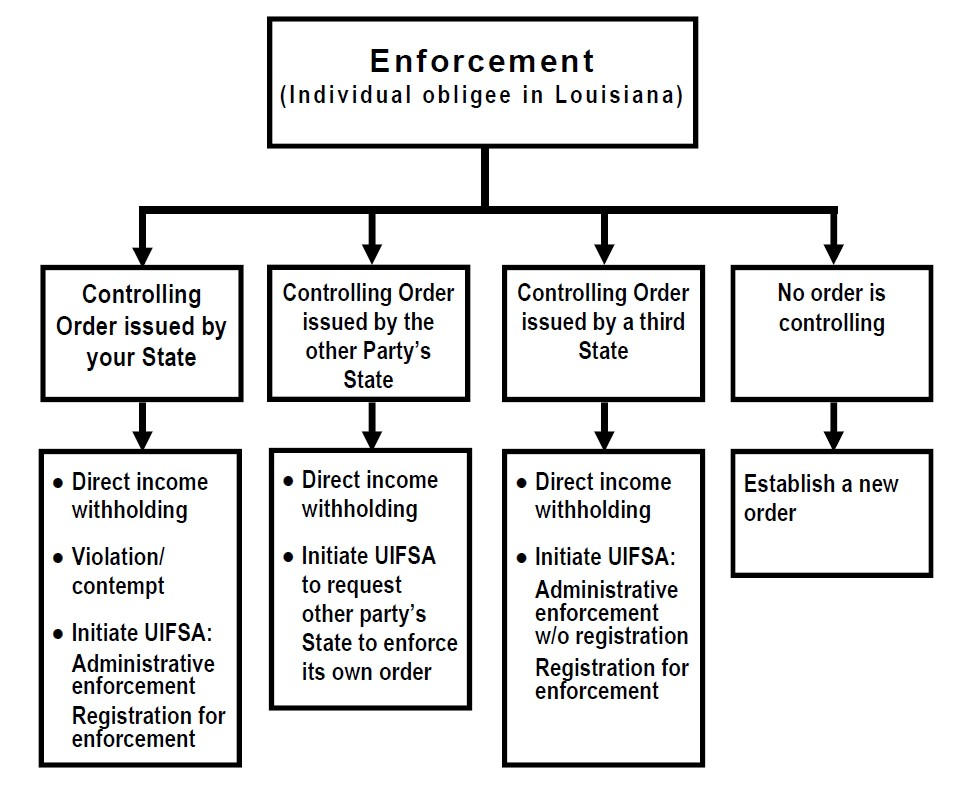 Enforcement
(Individual obligee in Louisiana)
Controlling
Order issued by
your State
Controlling Order
issued by the
other Party's
State
Controlling Order
issued by a third
State
No order is
controlling
● Direct income
withholding
● Violation/
contempt
● Initiate UIFSA:
Administrative
enforcement
Registration for
enforcement
● Direct income
withholding
● Initiate UIFSA
to request
other party's
State to enforce
its own order
● Direct income
withholding
● Initiate UIFSA:
Administrative
enforcement
w/o registration
Registration for
enforcement
Establish a new
order